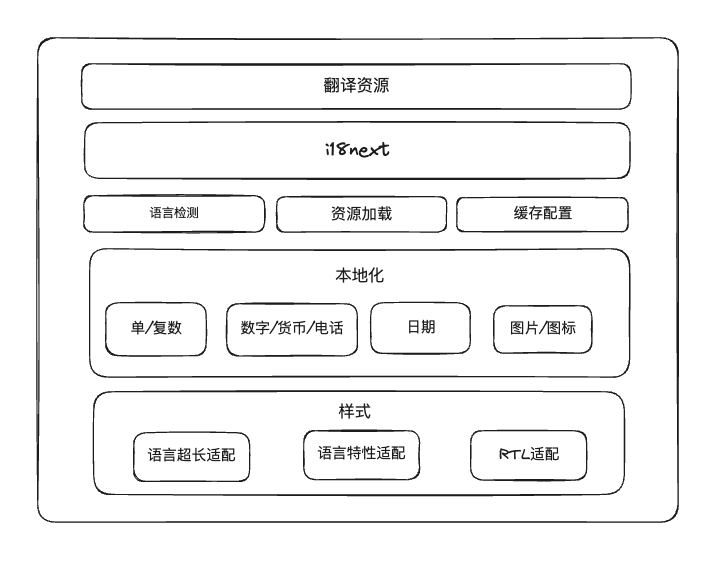 翻译资源
i18next
语言检测
资源加载
缓存配置
本地化
单/复数
数字/货币/电话
日期
图片/图标
样式
语言超长适配
语言特性适配
RTL适配